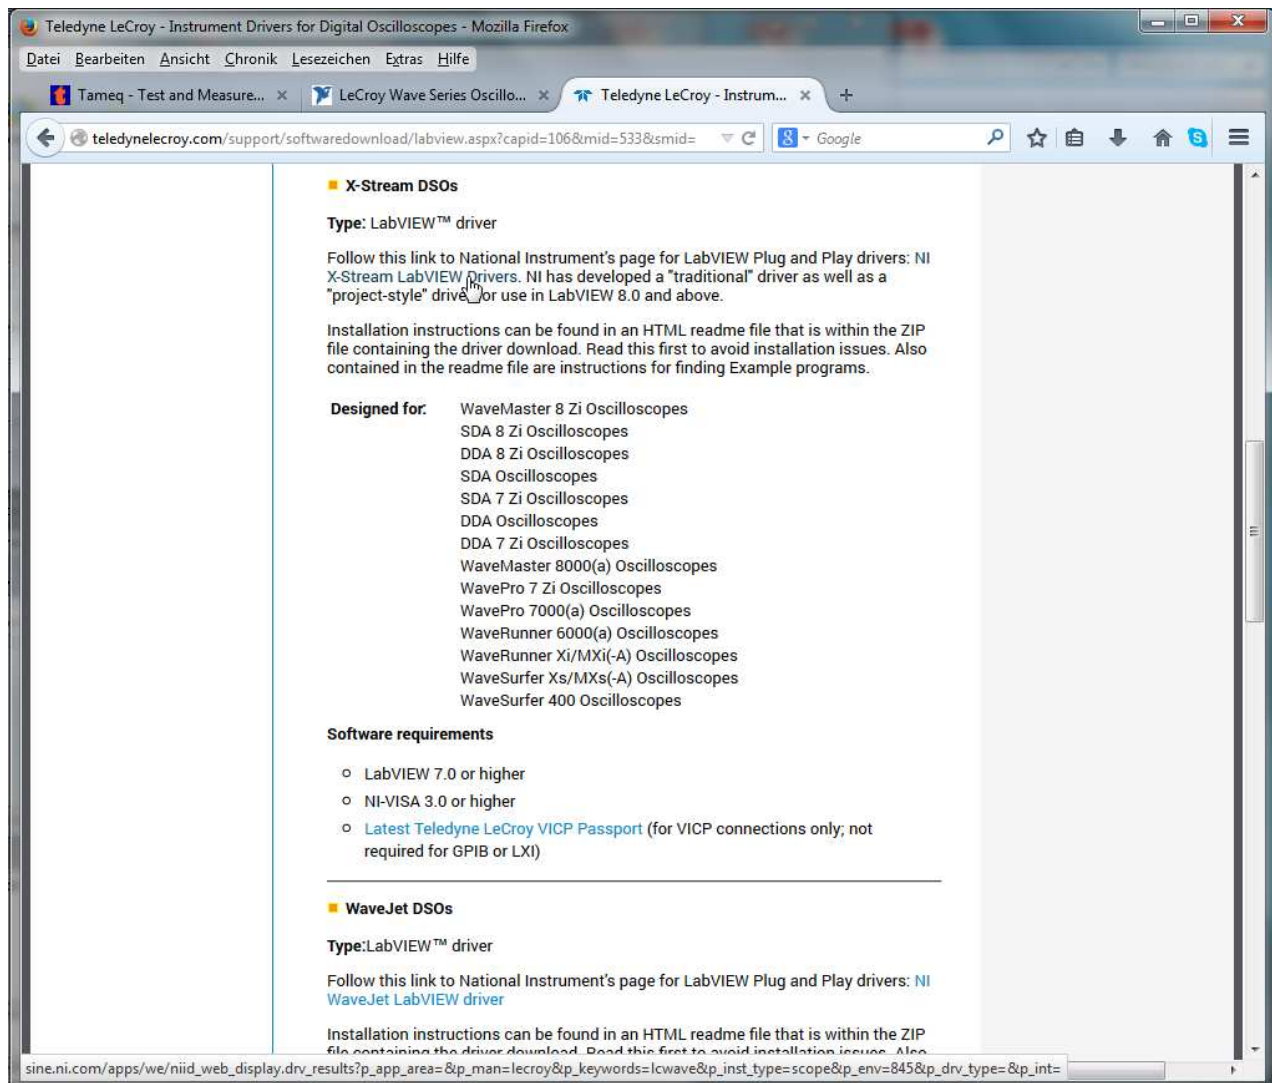 Teledyne LeCroy - Instrument Drivers for Digital Oscilloscopes - Mozilla Firefox
Datei Bearbeiten Ansicht Chronik Lesezeichen Extras Hilfe
Tameq - Test and Measure... LeCroy Wave Series Oscillo... Teledyne LeCroy - Instrum...
teledynelecroy.com/support/softwaredownload/labview.aspx?capid=106&mid=533&smid= Google
X-Stream DSOs
Type: LabVIEW™ driver
Follow this link to National Instrument's page for LabVIEW Plug and Play drivers: NI
X-Stream LabVIEW Drivers. NI has developed a "traditional" driver as well as a
"project-style" driver for use in LabVIEW 8.0 and above.
Installation instructions can be found in an HTML readme file that is within the ZIP
file containing the driver download. Read this first to avoid installation issues. Also
contained in the readme file are instructions for finding Example programs.
Designed for: WaveMaster 8 Zi Oscilloscopes
SDA 8 Zi Oscilloscopes
DDA 8 Zi Oscilloscopes
SDA Oscilloscopes
SDA 7 Zi Oscilloscopes
DDA Oscilloscopes
DDA 7 Zi Oscilloscopes
WaveMaster 8000(a) Oscilloscopes
WavePro 7 Zi Oscilloscopes
WavePro 7000(a) Oscilloscopes
WaveRunner 6000(a) Oscilloscopes
WaveRunner Xi/MXi(-A) Oscilloscopes
WaveSurfer Xs/MXs(-A) Oscilloscopes
WaveSurfer 400 Oscilloscopes
Software requirements
LabVIEW 7.0 or higher
NI-VISA 3.0 or higher
Latest Teledyne LeCroy VICP Passport (for VICP connections only; not
required for GPIB or LXI)
WaveJet DSOs
Type:LabVIEW™ driver
Follow this link to National Instrument's page for LabVIEW Plug and Play drivers: NI
WaveJet LabVIEW driver
Installation instructions can be found in an HTML readme file that is within the ZIP
file containing the driver download. Read this first to avoid installation issues. Also
sine.ni.com/apps/we/niid_web_display.drv_results?p_app_area=&p_man=lecroy&p_keywords=lcwave&p_inst_type=scope&p_env=845&p_drv_type=&p_int=